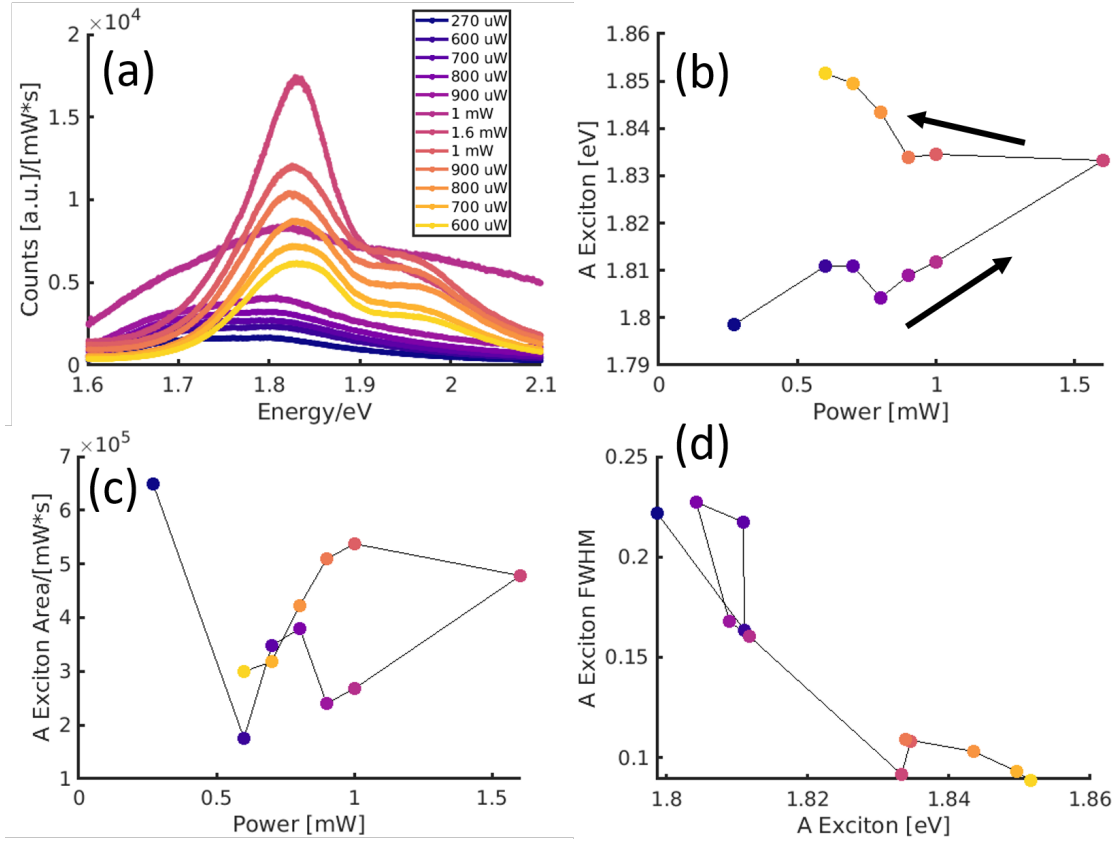 ×10⁴
2
1.5
1
0.5
0
Counts [a.u.]/[mW*s]
(a)
270 uW
600 uW
700 uW
800 uW
900 uW
1 mW
1.6 mW
1 mW
900 uW
800 uW
700 uW
600 uW
1.6 1.7 1.8 1.9 2 2.1
Energy/eV
(b)
1.86
1.85
1.84
1.83
1.82
1.81
1.8
1.79
A Exciton [eV]
0 0.5 1 1.5
Power [mW]
(c)
×10⁵
7
6
5
4
3
2
1
A Exciton Area/[mW*s]
0 0.5 1 1.5
Power [mW]
(d)
0.25
0.2
0.15
0.1
A Exciton FWHM
1.8 1.82 1.84 1.86
A Exciton [eV]